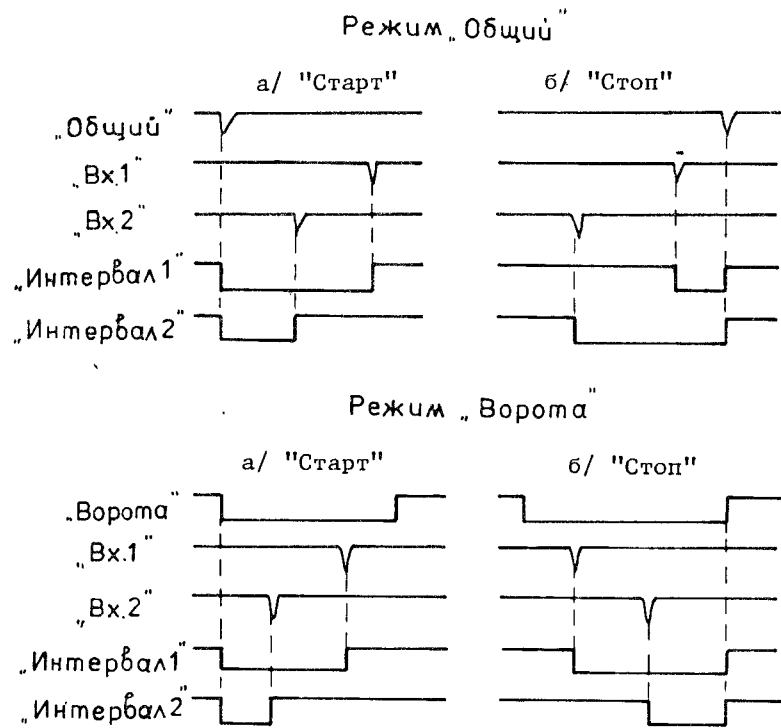 Режим „Общий"
а/ "Старт" б/ "Стоп"
„Общий"
„Вх.1"
„Вх.2"
„Интервал1"
„Интервал2"
Режим „Ворота"
а/ "Старт" б/ "Стоп"
„Ворота"
„Вх.1"
„Вх.2"
„Интервал1"
„Интервал2"